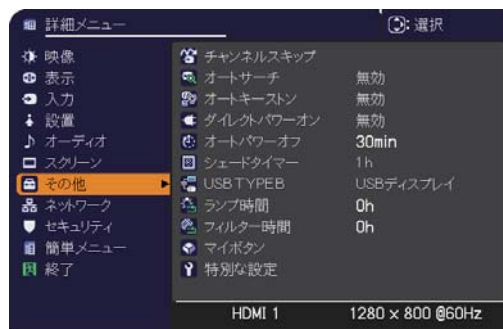 詳細メニュー
:選択
映像
表示
入力
設置
オーディオ
スクリーン
その他
ネットワーク
セキュリティ
簡単メニュー
終了
チャンネルスキップ
オートサーチ 無効
オートキーストン 無効
ダイレクトパワーオン 無効
オートパワーオフ 30min
シェードタイマー 1h
USB TYPE B USBディスプレイ
ランプ時間 0h
フィルター時間 0h
マイボタン
特別な設定
HDMI 1 1280 x 800 @60Hz